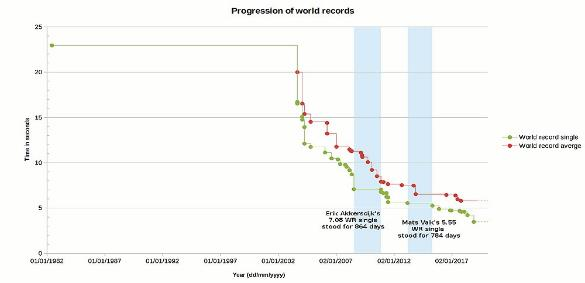 Progression of world records
25
20
15
10
5
0
Time in seconds
01/01/1982
01/01/1987
01/01/1992
01/01/1997
01/01/2002
02/01/2007
02/01/2012
02/01/2017
Year (dd/mm/yyyy)
Erik Akkersdijk's
7.08 WR single
stood for 864 days
Mats Valk's 5.55
WR single
stood for 784 days
World record single
World record averge